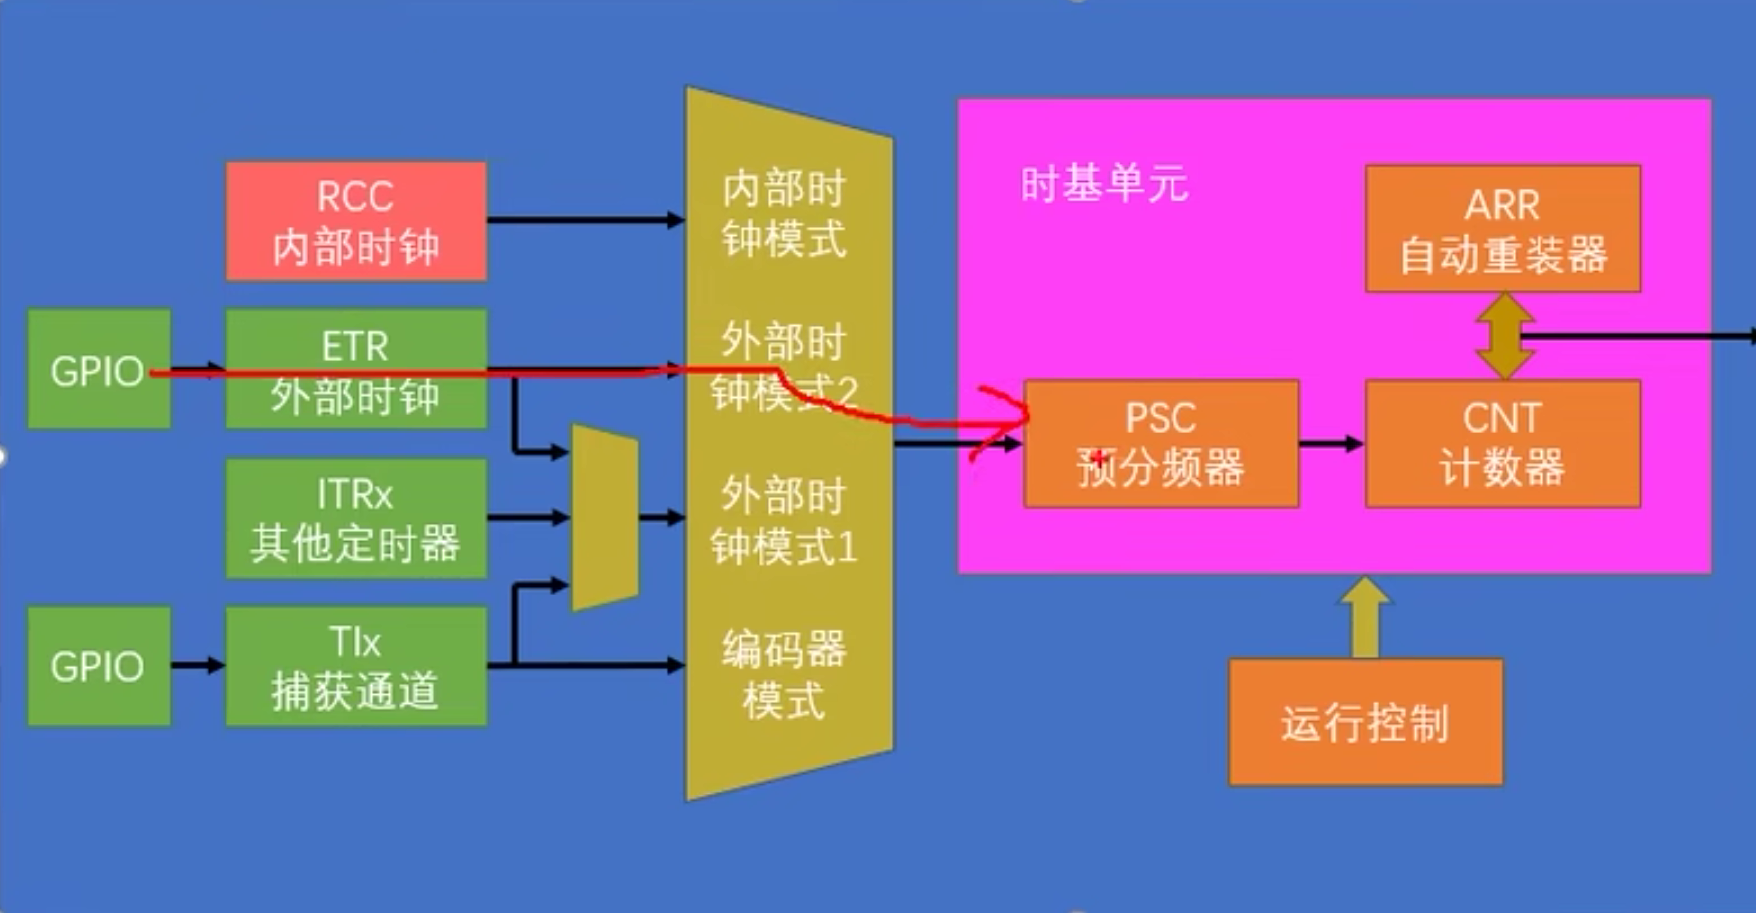 RCC
内部时钟
GPIO
ETR
外部时钟
ITRx
其他定时器
GPIO
TIx
捕获通道
内部时
钟模式
外部时
钟模式2
外部时
钟模式1
编码器
模式
时基单元
ARR
自动重装器
PSC
预分频器
CNT
计数器
运行控制